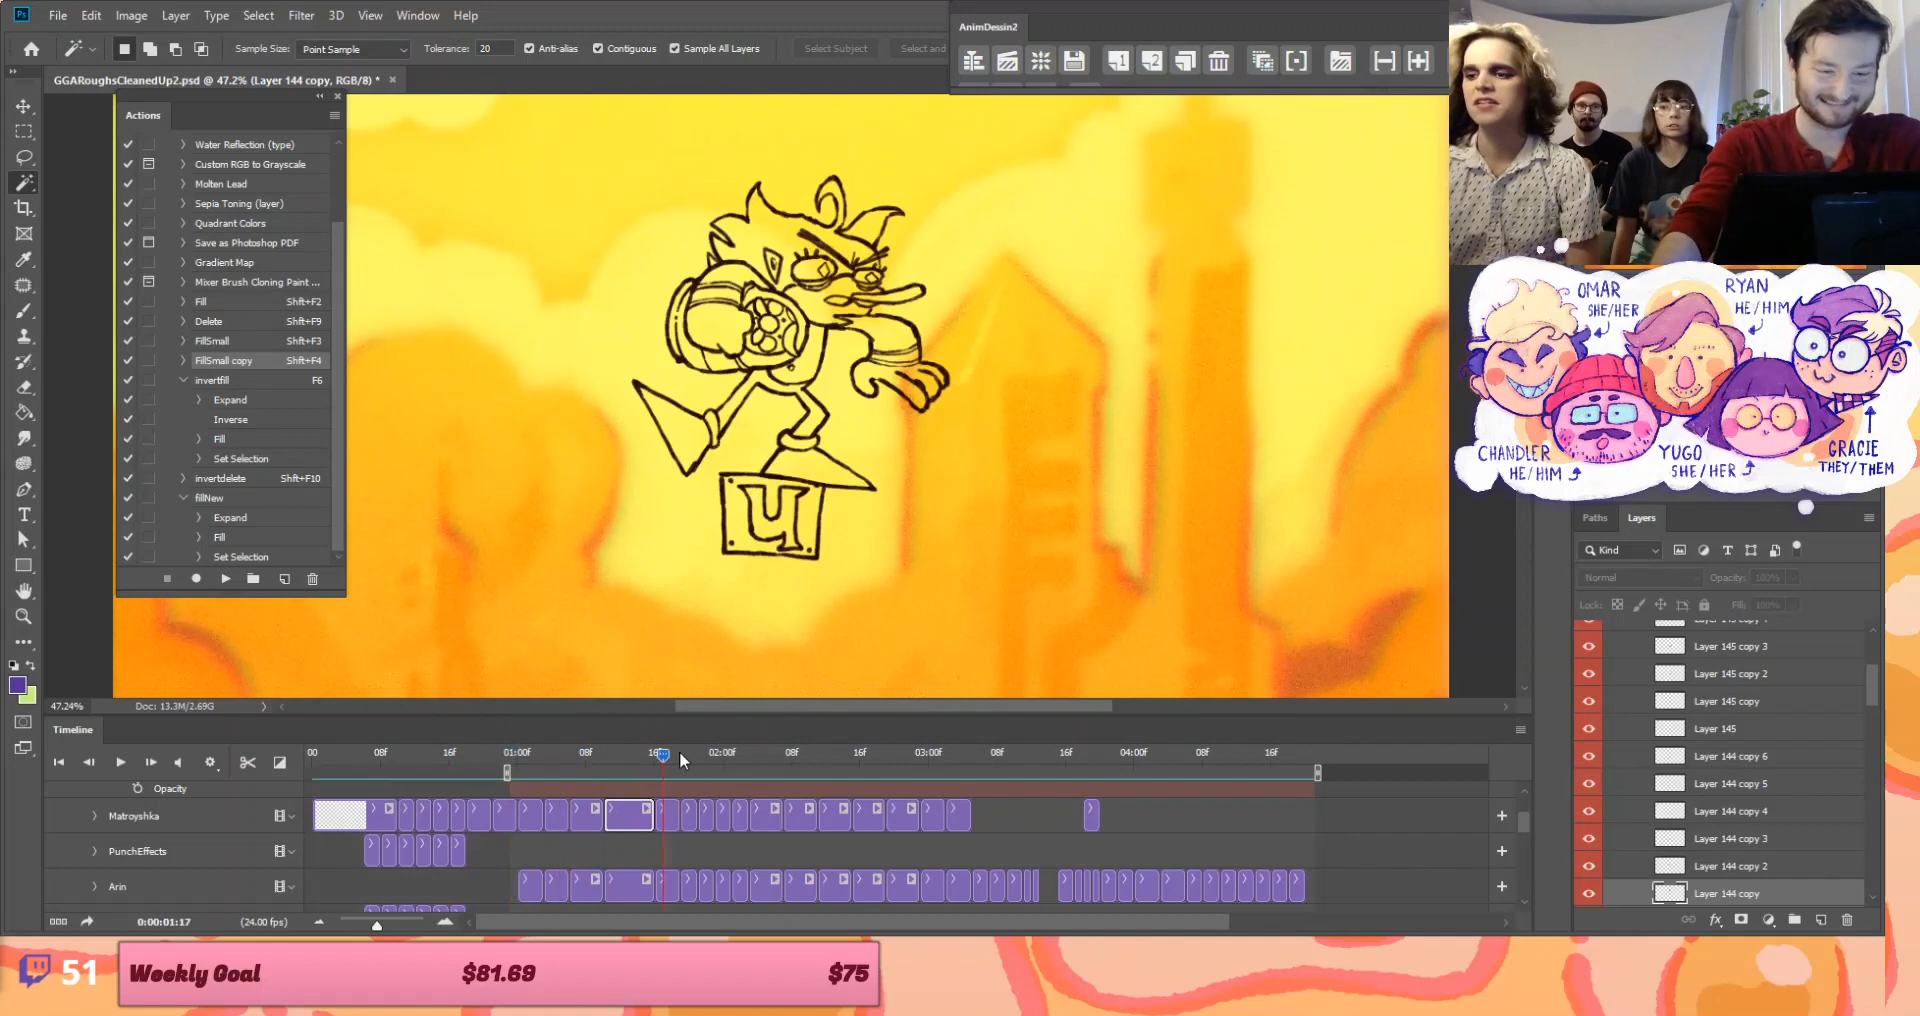 Ps File Edit Image Layer Type Select Filter 3D View Window Help
Sample Size: Point Sample Tolerance: 20 Anti-alias Contiguous Sample All Layers Select Subject Select and
AnimDessin2
GGARoughsCleanedUp2.psd @ 47.2% (Layer 144 copy, RGB/8) *
Actions
Water Reflection (type)
Custom RGB to Grayscale
Molten Lead
Sepia Toning (layer)
Quadrant Colors
Save as Photoshop PDF
Gradient Map
Mixer Brush Cloning Paint ...
Fill Shft+F2
Delete Shft+F9
FillSmall Shft+F3
FillSmall copy Shft+F4
invertfill F6
Expand
Inverse
Fill
Set Selection
invertdelete Shft+F10
fillNew
Expand
Fill
Set Selection
Ч
OMAR
SHE/HER
RYAN
HE/HIM
CHANDLER
HE/HIM
YUGO
SHE/HER
GRACIE
THEY/THEM
Paths Layers
Kind
Normal Opacity: 100%
Lock: Fill: 100%
Layer 145 copy 3
Layer 145 copy 2
Layer 145 copy
Layer 145
Layer 144 copy 6
Layer 144 copy 5
Layer 144 copy 4
Layer 144 copy 3
Layer 144 copy 2
Layer 144 copy
47.24% Doc: 13.3M/2.69G
Timeline
00 08f 16f 01:00f 08f 16 02:00f 08f 16f 03:00f 08f 16f 04:00f 08f 16f
Opacity
Matroyshka
PunchEffects
Arin
0:00:01:17 (24.00 fps)
51 Weekly Goal $81.69 $75